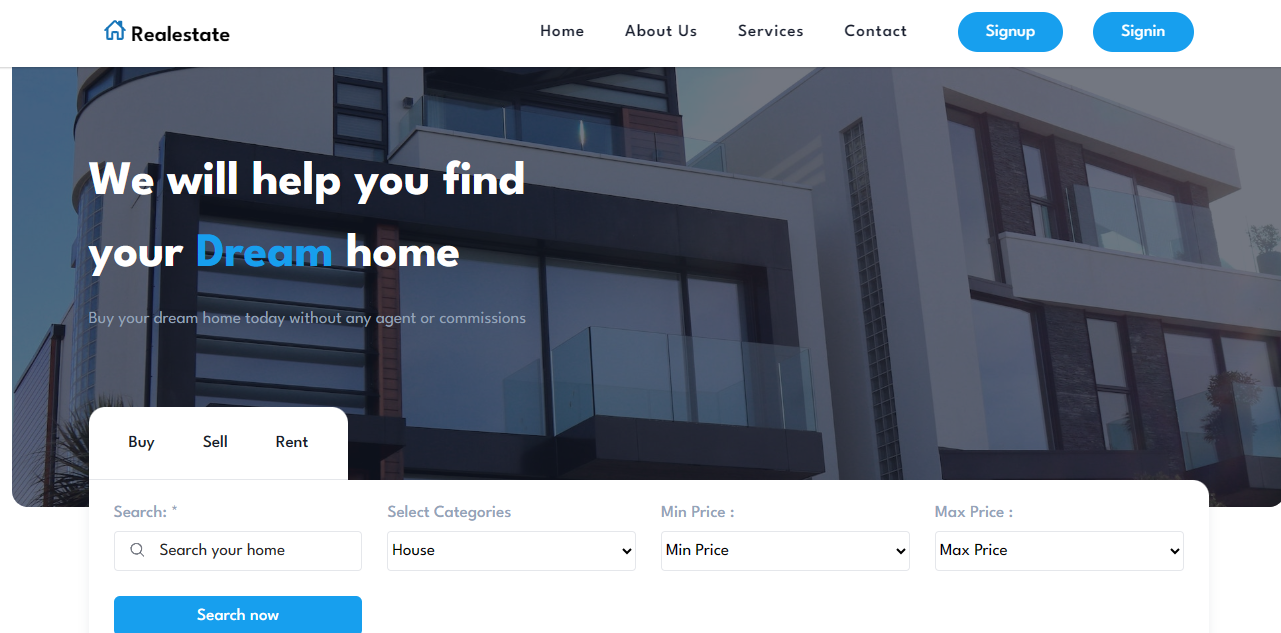 Realestate
Home About Us Services Contact Signup Signin
We will help you find
your Dream home
Buy your dream home today without any agent or commissions
Buy Sell Rent
Search: * Select Categories Min Price : Max Price :
Search your home House Min Price Max Price
Search now